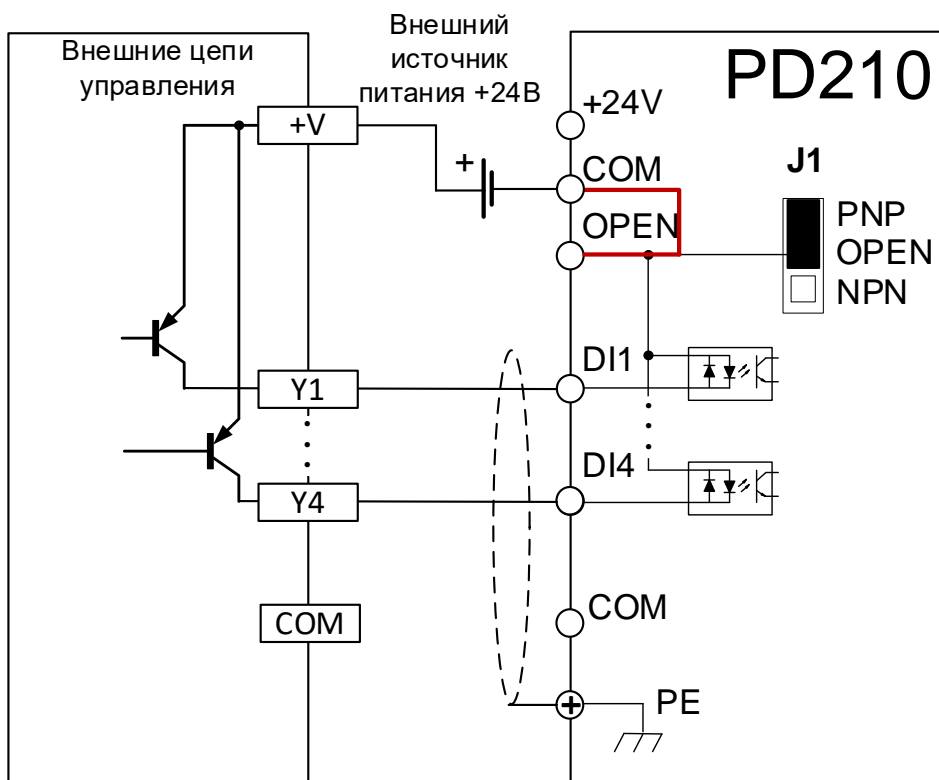 Внешние цепи
управления
Внешний
источник
питания +24В
PD210
+V
+
+24V
COM
OPEN
J1
PNP
OPEN
NPN
DI1
Y1
DI4
Y4
COM
COM
PE